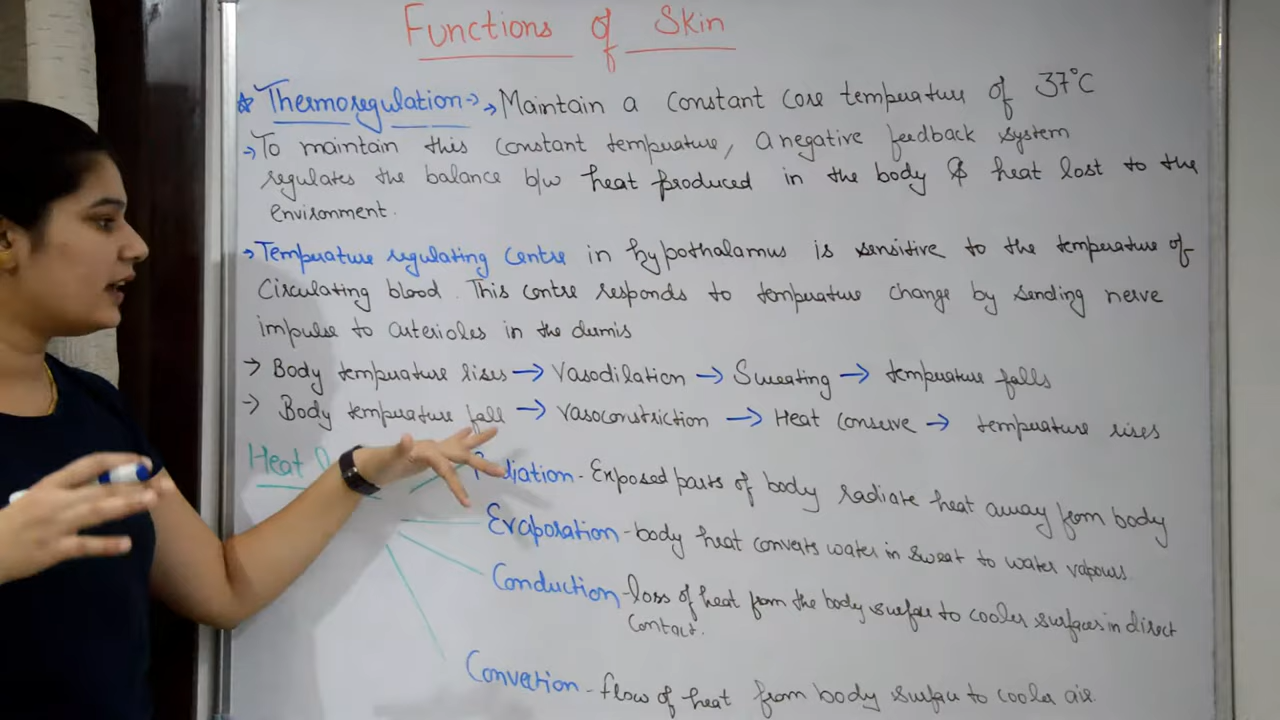 Functions of Skin
* Thermoregulation → → Maintain a constant core temperature of 37°C
→ To maintain this constant temperature, a negative feedback system
regulates the balance b/w heat produced in the body & heat lost to the
environment.
→ Temperature regulating centre in hypothalamus is sensitive to the temperature of
Circulating blood. This centre responds to temperature change by sending nerve
impulse to arterioles in the dermis
→ Body temperature rises → Vasodilation → Sweating → temperature falls
→ Body temperature fall → Vasoconstriction → Heat conserve → temperature rises
Heat
Radiation - Exposed parts of body radiate heat away from body
Evaporation - body heat converts water in sweat to water vapours.
Conduction - loss of heat from the body surface to cooler surfaces in direct
contact.
Convection - flow of heat from body surface to cooler air.